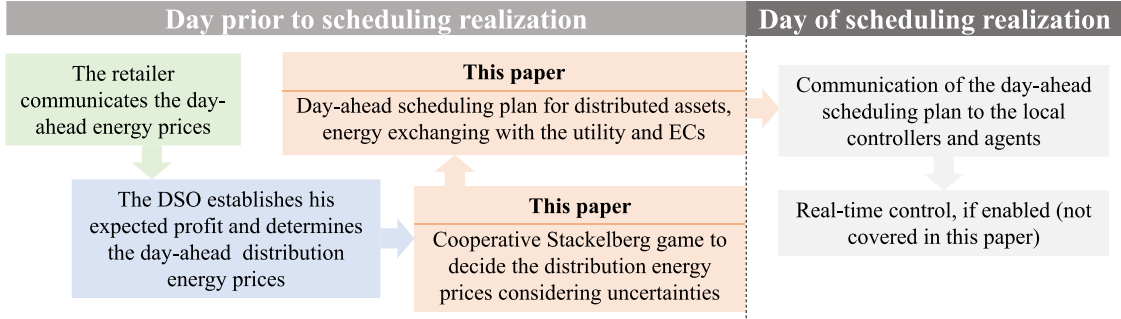 Day prior to scheduling realization
Day of scheduling realization
The retailer
communicates the day-
ahead energy prices
The DSO establishes his
expected profit and determines
the day-ahead distribution
energy prices
This paper
Cooperative Stackelberg game to
decide the distribution energy
prices considering uncertainties
This paper
Day-ahead scheduling plan for distributed assets,
energy exchanging with the utility and ECs
Communication of the day-ahead
scheduling plan to the local
controllers and agents
Real-time control, if enabled (not
covered in this paper)